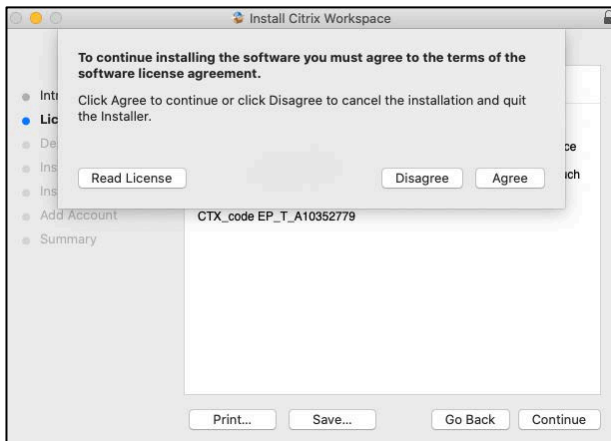 Install Citrix Workspace
To continue installing the software you must agree to the terms of the
software license agreement.
Click Agree to continue or click Disagree to cancel the installation and quit
the Installer.
Read License
Disagree
Agree
Add Account
Summary
CTX_code EP_T_A10352779
Print...
Save...
Go Back
Continue